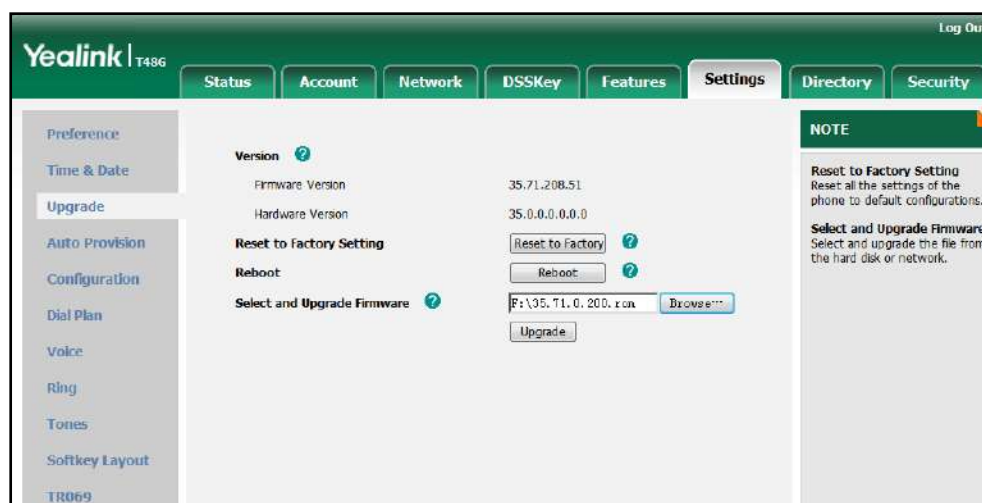 Log Ou
Yealink T48G
Status Account Network DSSKey Features Settings Directory Security
Preference
Time & Date
Upgrade
Auto Provision
Configuration
Dial Plan
Voice
Ring
Tones
Softkey Layout
TR069
Version ?
Firmware Version 35.71.208.51
Hardware Version 35.0.0.0.0.0.0
Reset to Factory Setting Reset to Factory ?
Reboot Reboot ?
Select and Upgrade Firmware ? F:\35.71.0.200.rom Browse...
Upgrade
NOTE
Reset to Factory Setting
Reset all the settings of the
phone to default configurations.
Select and Upgrade Firmware
Select and upgrade the file from
the hard disk or network.